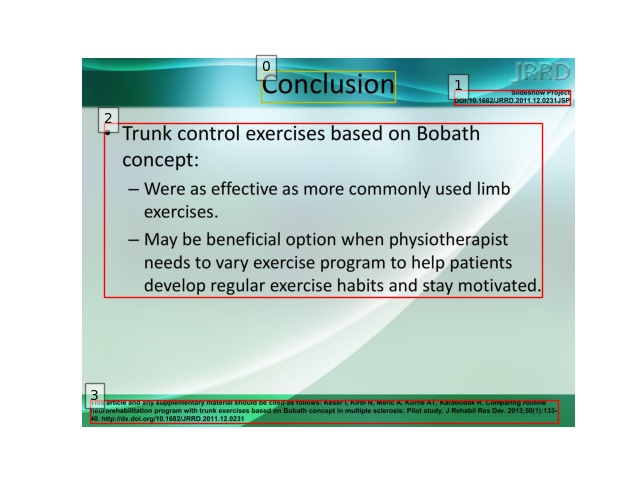 0
Conclusion
JRRD
1
Slideshow Project
DOI:10.1682/JRRD.2011.12.0231JSP
2
• Trunk control exercises based on Bobath
concept:
– Were as effective as more commonly used limb
exercises.
– May be beneficial option when physiotherapist
needs to vary exercise program to help patients
develop regular exercise habits and stay motivated.
3
This article and any supplementary material should be cited as follows: Keser I, Kirdi N, Meric A, Kurne AT, Karabudak R. Comparing routine
neurorehabilitation program with trunk exercises based on Bobath concept in multiple sclerosis: Pilot study. J Rehabil Res Dev. 2013;50(1):133–
40. http://dx.doi.org/10.1682/JRRD.2011.12.0231